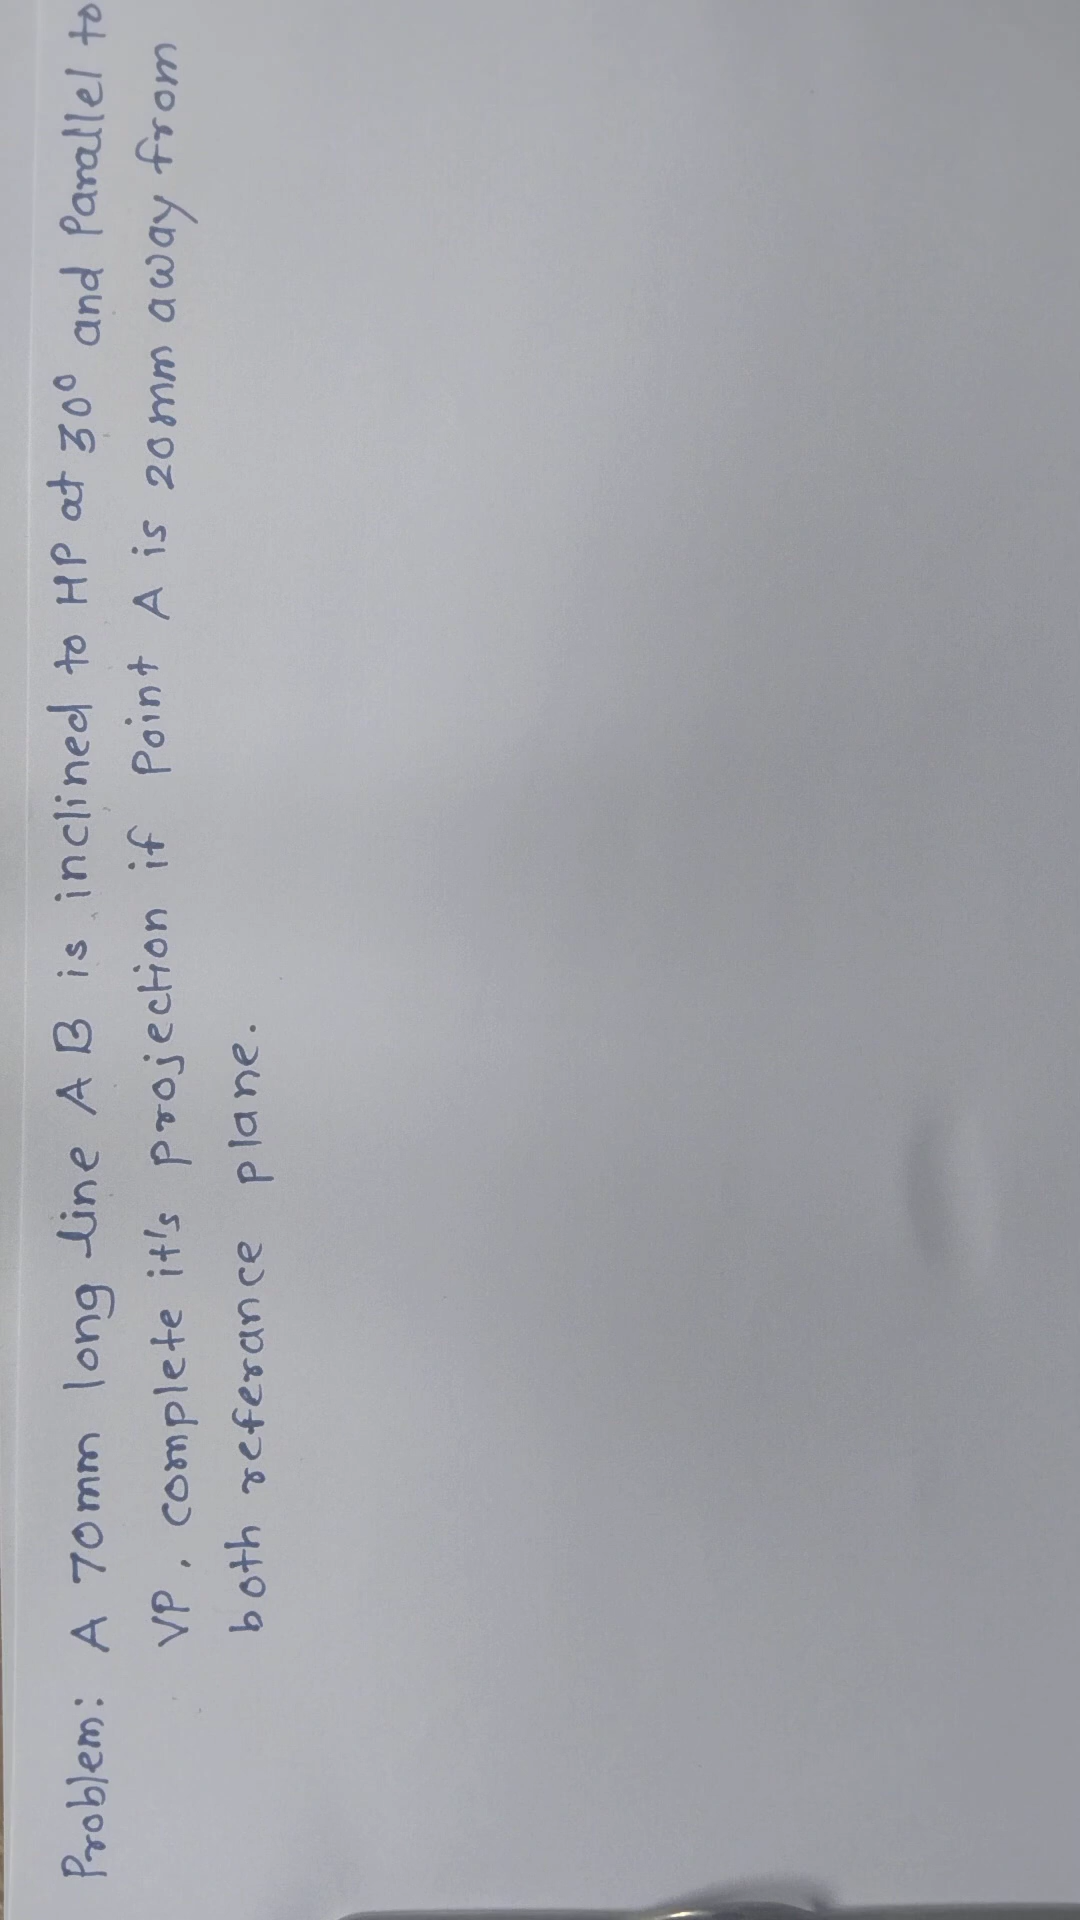 Problem: A 70mm long line AB is inclined to HP at 30° and Parallel to
VP, complete it's projection if Point A is 20mm away from
both referance plane.